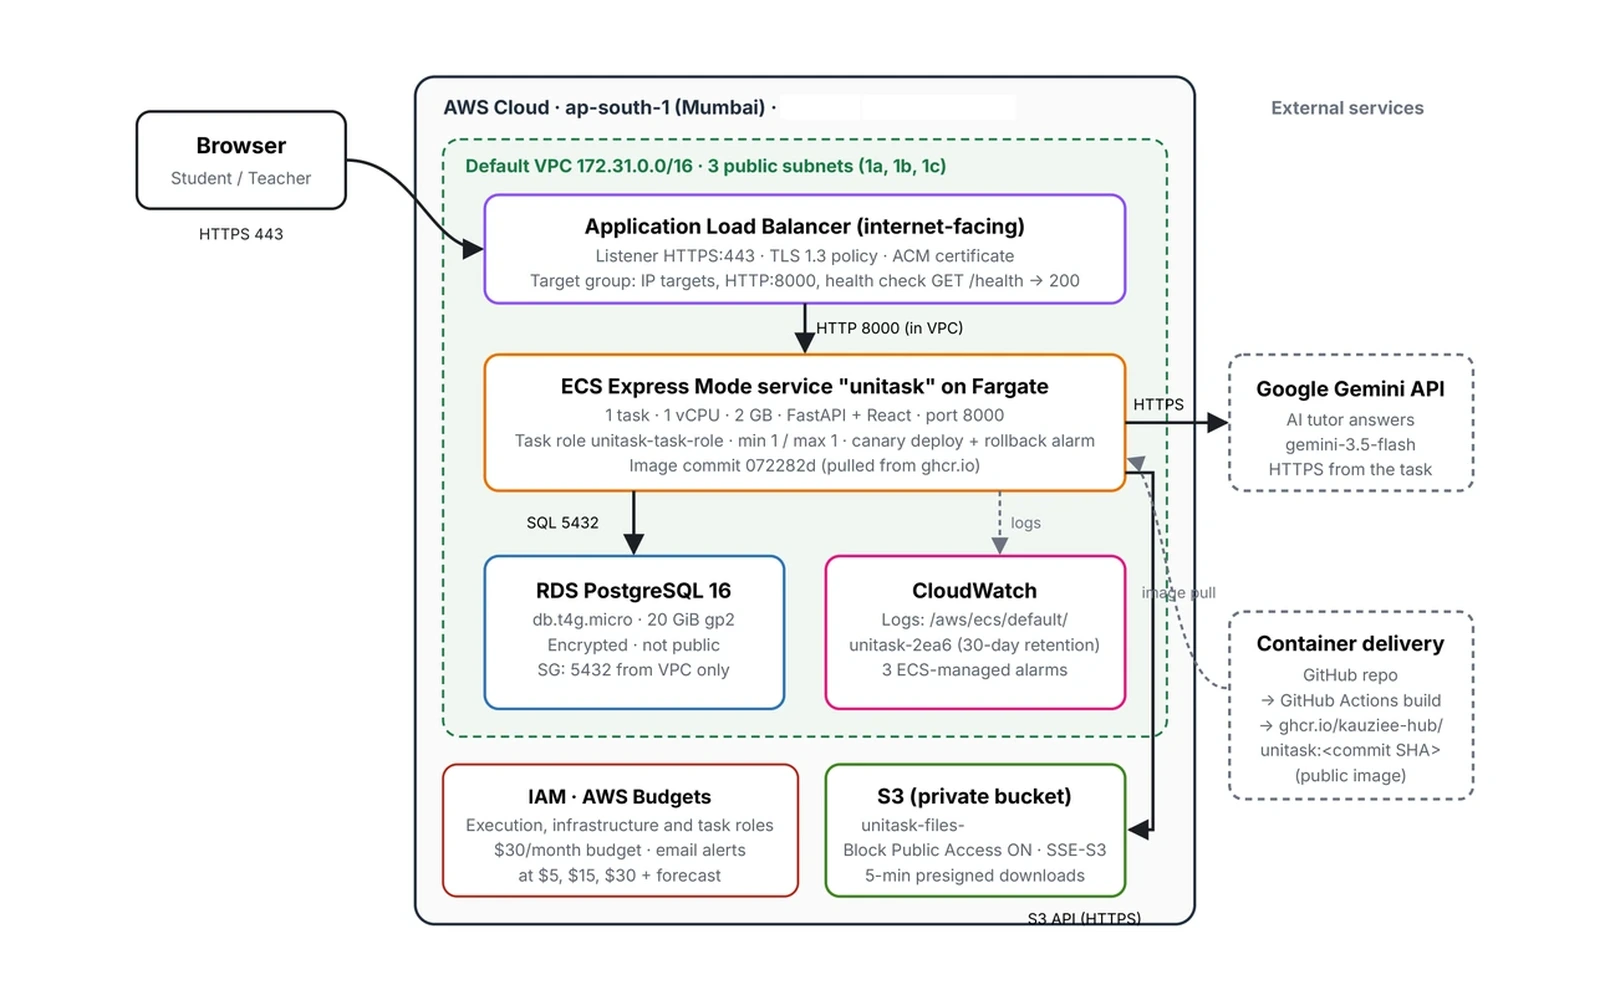 AWS Cloud · ap-south-1 (Mumbai) ·
External services
Browser
Student / Teacher
HTTPS 443
Default VPC 172.31.0.0/16 · 3 public subnets (1a, 1b, 1c)
Application Load Balancer (internet-facing)
Listener HTTPS:443 · TLS 1.3 policy · ACM certificate
Target group: IP targets, HTTP:8000, health check GET /health → 200
HTTP 8000 (in VPC)
ECS Express Mode service "unitask" on Fargate
1 task · 1 vCPU · 2 GB · FastAPI + React · port 8000
Task role unitask-task-role · min 1 / max 1 · canary deploy + rollback alarm
Image commit 072282d (pulled from ghcr.io)
HTTPS
Google Gemini API
AI tutor answers
gemini-3.5-flash
HTTPS from the task
SQL 5432
logs
RDS PostgreSQL 16
db.t4g.micro · 20 GiB gp2
Encrypted · not public
SG: 5432 from VPC only
CloudWatch
Logs: /aws/ecs/default/
unitask-2ea6 (30-day retention)
3 ECS-managed alarms
image pull
Container delivery
GitHub repo
→ GitHub Actions build
→ ghcr.io/kauziee-hub/
unitask:<commit SHA>
(public image)
IAM · AWS Budgets
Execution, infrastructure and task roles
$30/month budget · email alerts
at $5, $15, $30 + forecast
S3 (private bucket)
unitask-files-
Block Public Access ON · SSE-S3
5-min presigned downloads
S3 API (HTTPS)